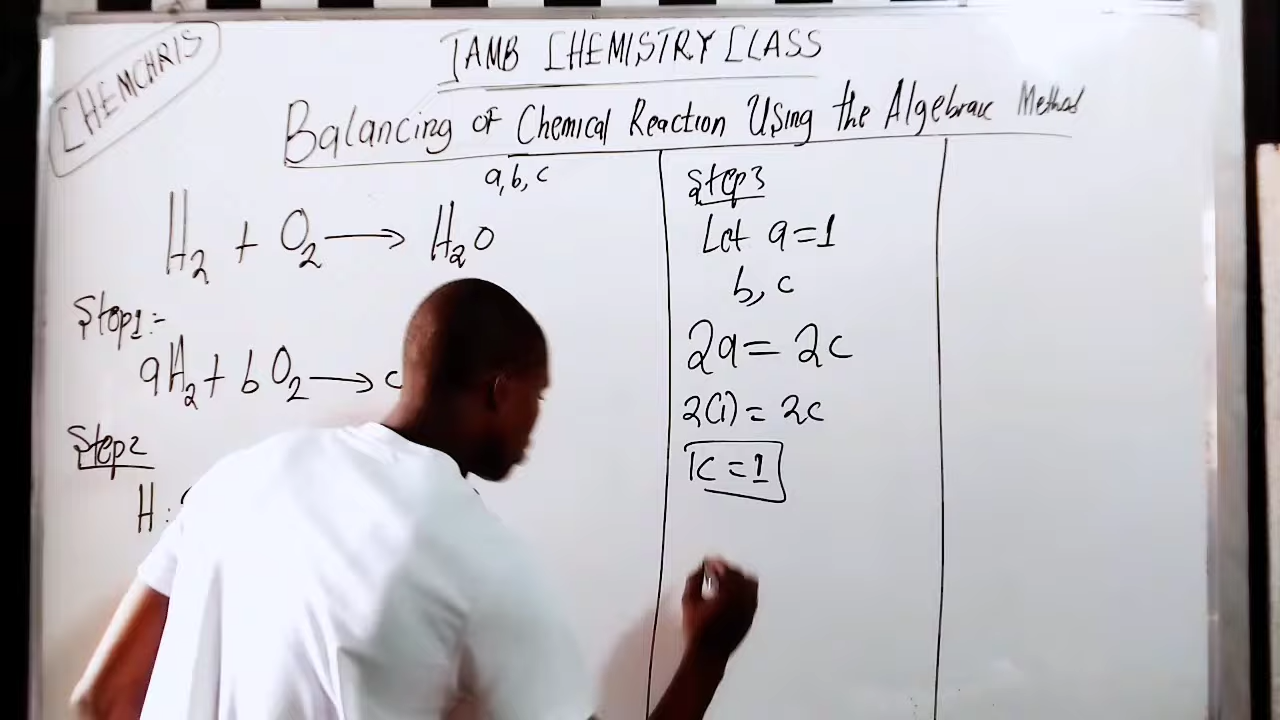 CHEMCHRIS
JAMB CHEMISTRY CLASS
Balancing of Chemical Reaction Using the Algebraic Method
a, b, c
H₂ + O₂ ⟶ H₂O
Step1:-
aH₂ + bO₂ ⟶ c
Step2
H :
Step3
Let a=1
b, c
2a = 2c
2(1) = 2c
c = 1